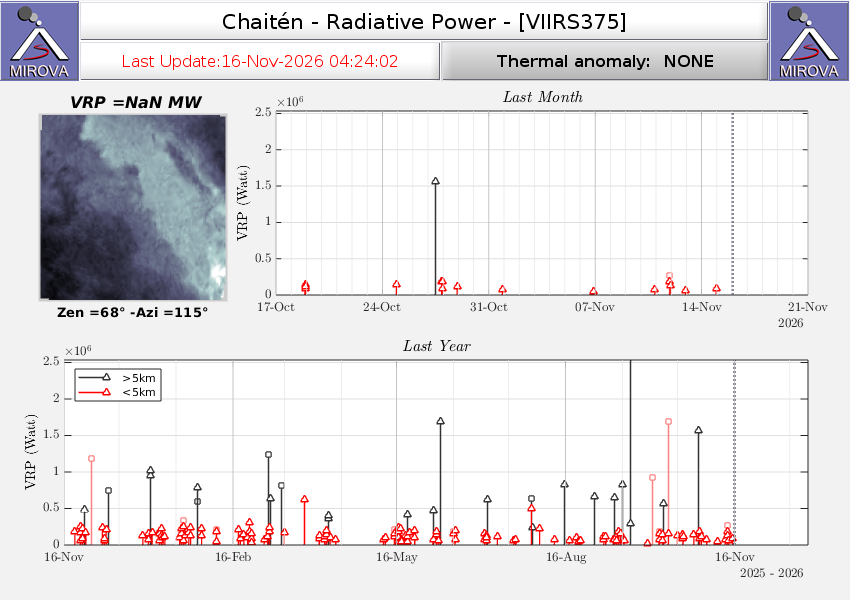 Chaitén - Radiative Power - [VIIRS375]
MIROVA
Last Update:16-Nov-2026 04:24:02
Thermal anomaly: NONE
MIROVA
VRP =NaN MW
Zen =68° -Azi =115°
Last Month
×10⁶
VRP (Watt)
2.5
2
1.5
1
0.5
0
17-Oct
24-Oct
31-Oct
07-Nov
14-Nov
21-Nov
2026
Last Year
×10⁶
VRP (Watt)
2.5
2
1.5
1
0.5
0
>5km
<5km
16-Nov
16-Feb
16-May
16-Aug
16-Nov
2025 - 2026